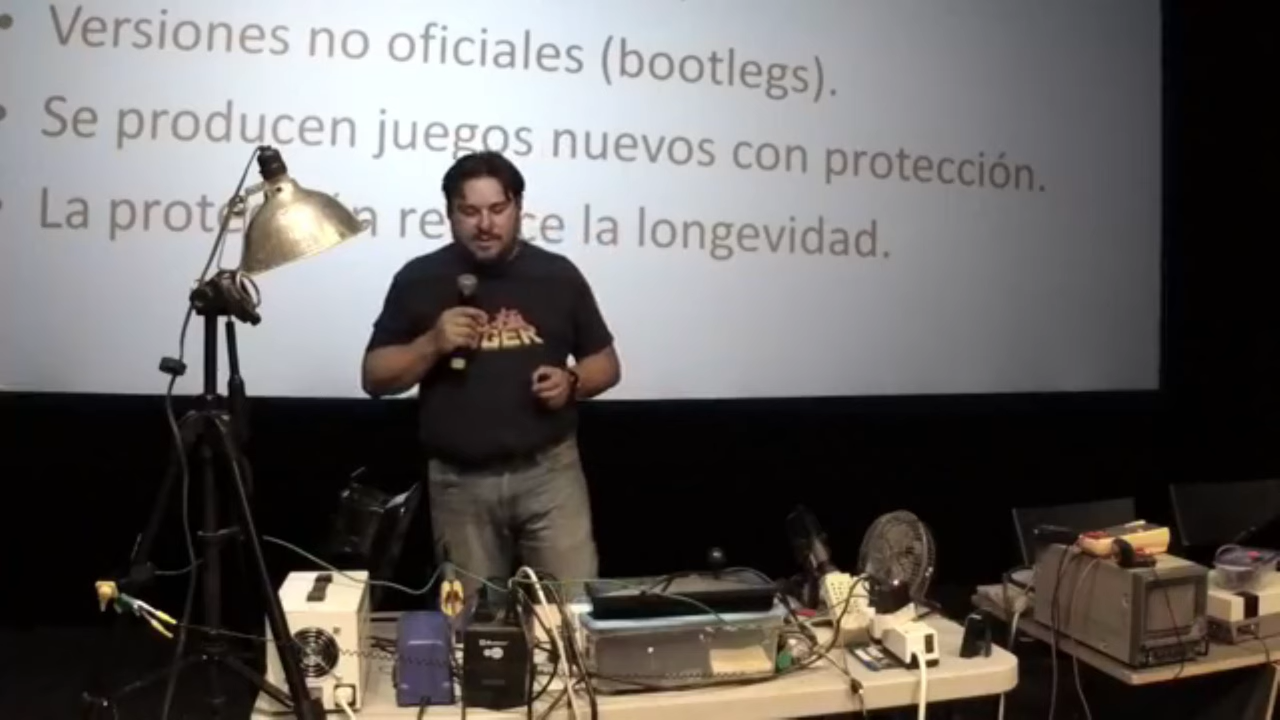 • Versiones no oficiales (bootlegs).
• Se producen juegos nuevos con protección.
• La la longevidad.